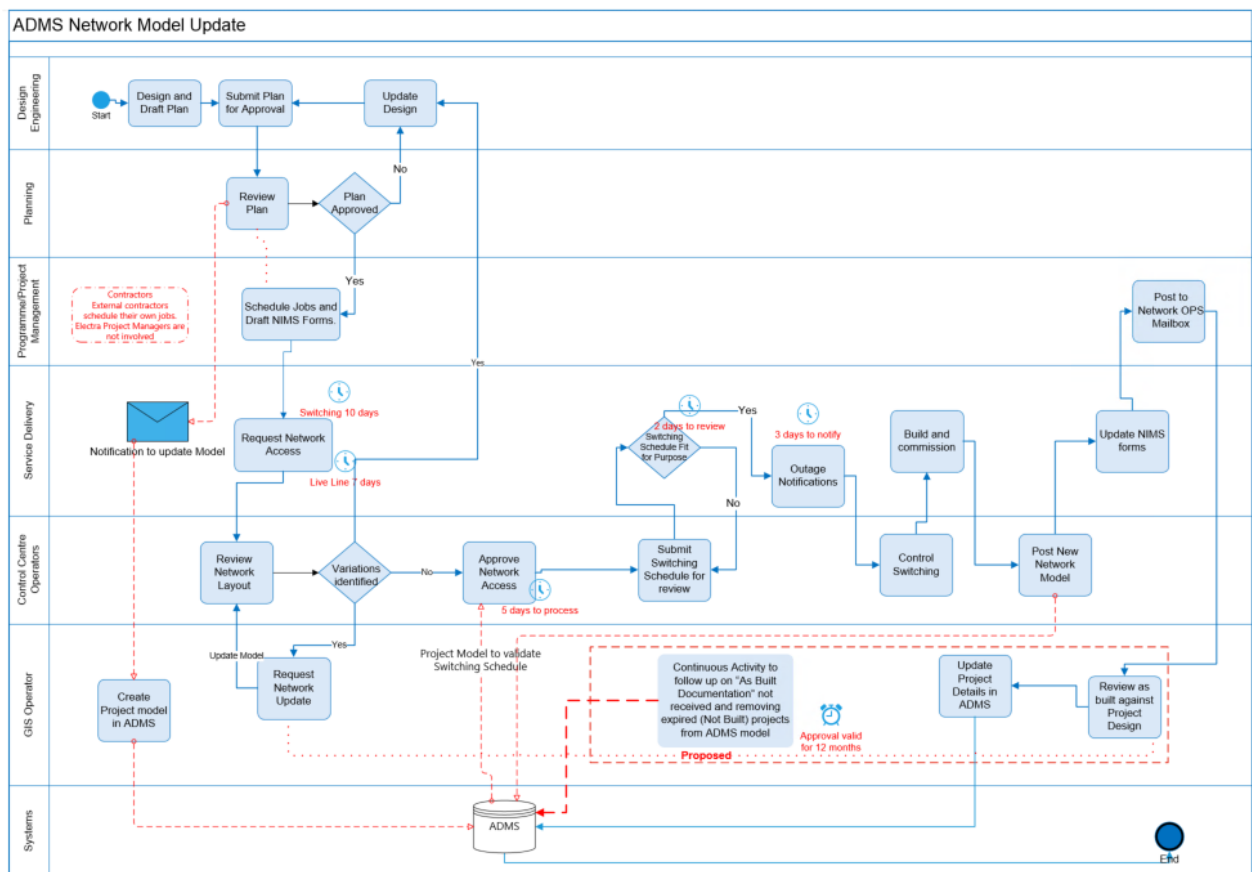 ADMS Network Model Update
Design
Engineering
Start
Design and
Draft Plan
Submit Plan
for Approval
Update
Design
Planning
Review
Plan
Plan
Approved
No
Yes
Programme/Project
Management
Contractors
External contractors
schedule their own jobs.
Electra Project Managers are
not involved
Schedule Jobs and
Draft NIMS Forms.
Post to
Network OPS
Mailbox
Yes
Service Delivery
Notification to update Model
Switching 10 days
Request Network
Access
Live Line 7 days
2 days to review
Switching
Schedule Fit
for Purpose
Yes
No
3 days to notify
Outage
Notifications
Build and
commission
Update NIMS
forms
Control Centre
Operators
Review
Network
Layout
Variations
identified
No
Approve
Network
Access
5 days to process
Submit
Switching
Schedule for
review
Control
Switching
Post New
Network
Model
GIS Operator
Create
Project model
in ADMS
Update Model
Yes
Request
Network
Update
Project Model to validate
Switching Schedule
Continuous Activity to
follow up on "As Built
Documentation" not
received and removing
expired (Not Built) projects
from ADMS model
Approval valid
for 12 months
Proposed
Update
Project
Details in
ADMS
Review as
built against
Project
Design
Systems
ADMS
End